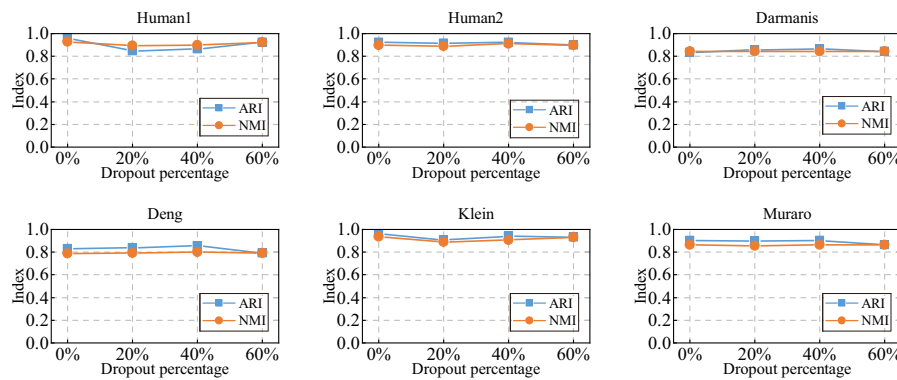 Human1
1.0
0.8
0.6
0.4
0.2
0.0
Index
ARI
NMI
0% 20% 40% 60%
Dropout percentage
Human2
1.0
0.8
0.6
0.4
0.2
0.0
Index
ARI
NMI
0% 20% 40% 60%
Dropout percentage
Darmanis
1.0
0.8
0.6
0.4
0.2
0.0
Index
ARI
NMI
0% 20% 40% 60%
Dropout percentage
Deng
1.0
0.8
0.6
0.4
0.2
0.0
Index
ARI
NMI
0% 20% 40% 60%
Dropout percentage
Klein
1.0
0.8
0.6
0.4
0.2
0.0
Index
ARI
NMI
0% 20% 40% 60%
Dropout percentage
Muraro
1.0
0.8
0.6
0.4
0.2
0.0
Index
ARI
NMI
0% 20% 40% 60%
Dropout percentage